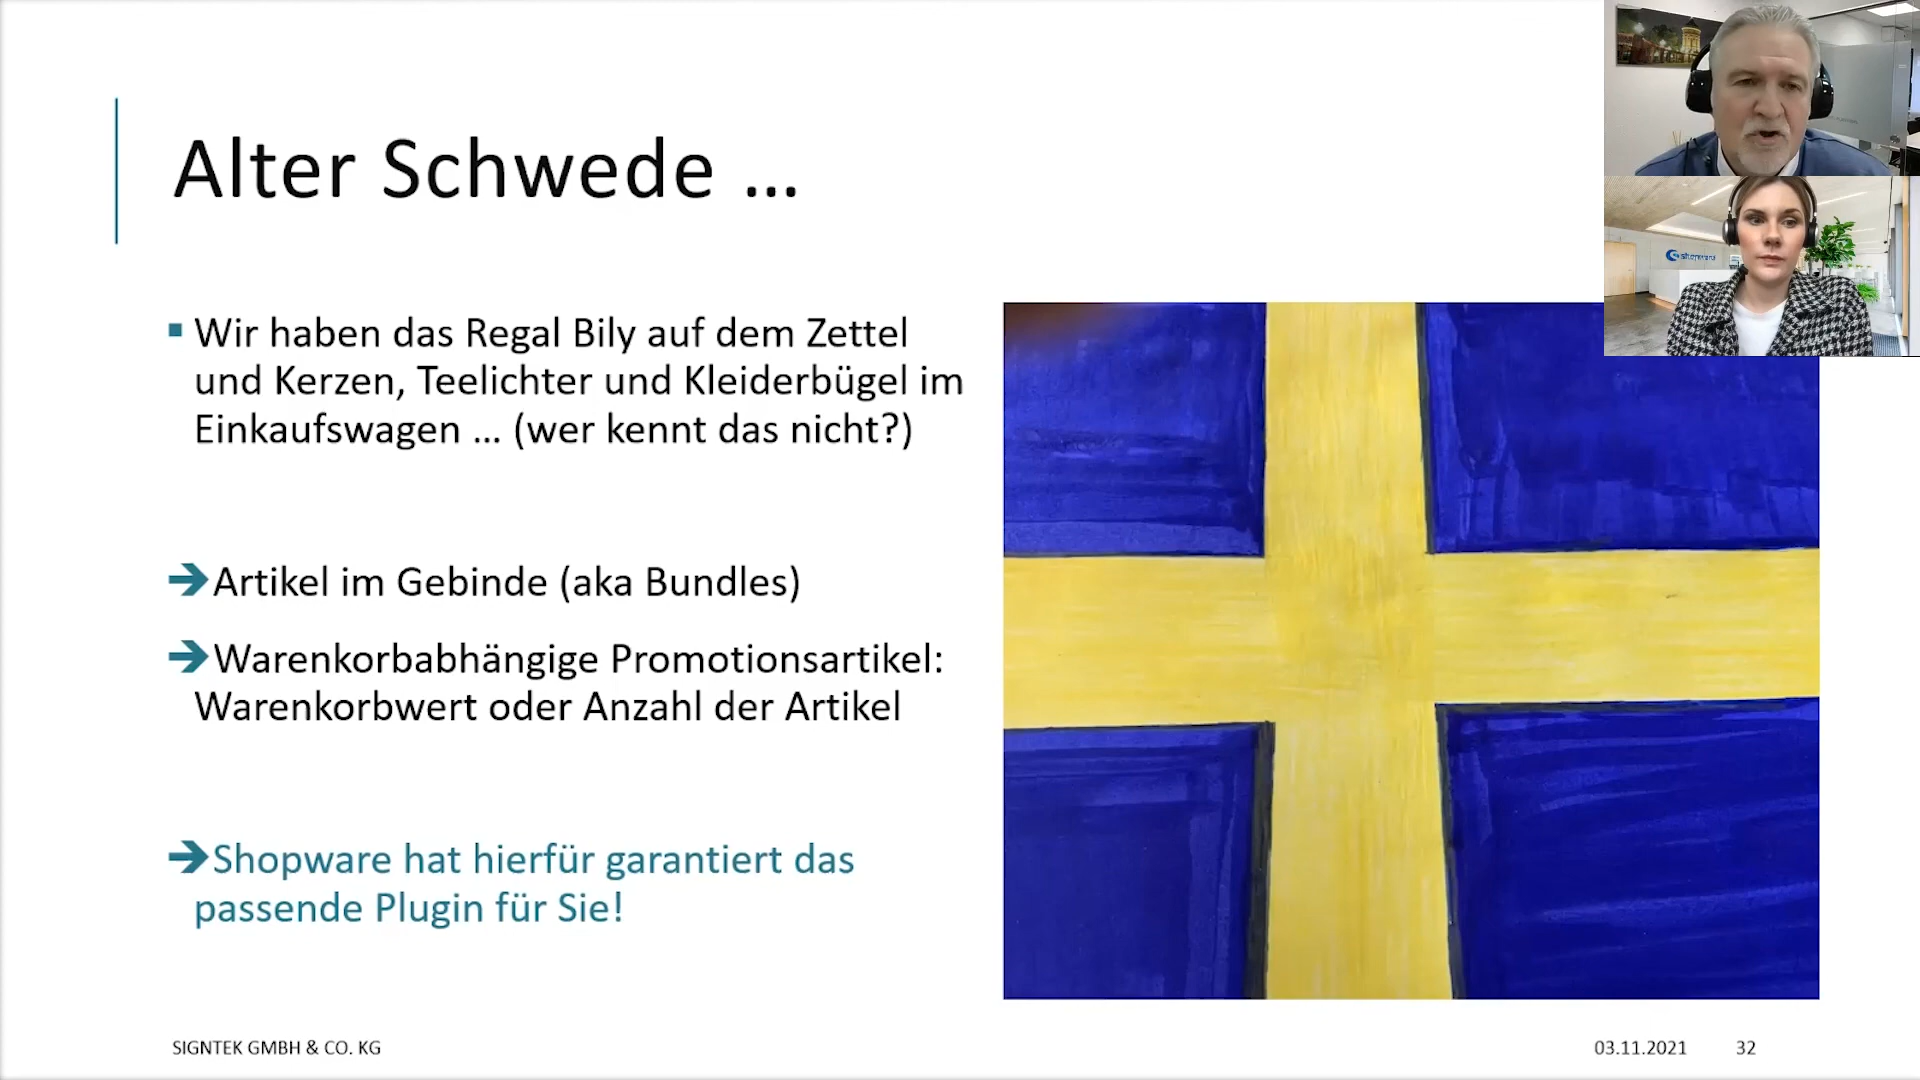 Alter Schwede ...
Wir haben das Regal Bily auf dem Zettel
und Kerzen, Teelichter und Kleiderbügel im
Einkaufswagen ... (wer kennt das nicht?)
Artikel im Gebinde (aka Bundles)
Warenkorbabhängige Promotionsartikel:
Warenkorbwert oder Anzahl der Artikel
Shopware hat hierfür garantiert das
passende Plugin für Sie!
SIGNTEK GMBH & CO. KG
03.11.2021
32